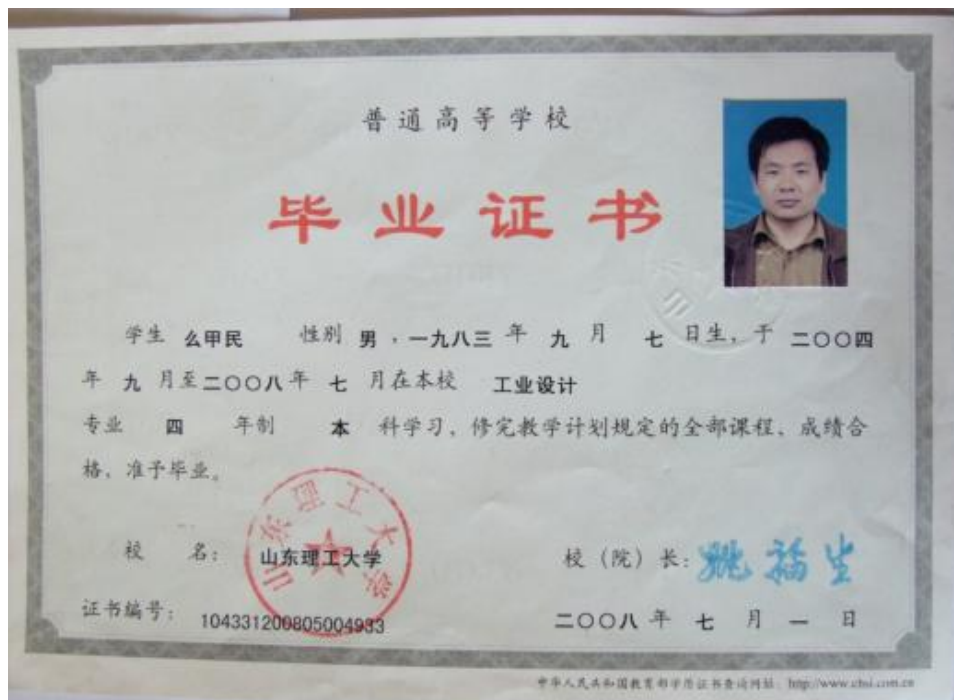 普通高等学校
毕业证书
学生 么甲民 性别 男，一九八三 年 九 月 七 日生，于 二〇〇四
年 九 月至二〇〇八年 七 月在本校 工业设计
专业 四 年制 本 科学习，修完教学计划规定的全部课程，成绩合
格，准予毕业。
山东理工大学
校 名： 山东理工大学 校（院）长：姚福生
证书编号： 104331200805004933 二〇〇八 年 七 月 一 日
中华人民共和国教育部学历证书查询网址：http://www.chsi.com.cn